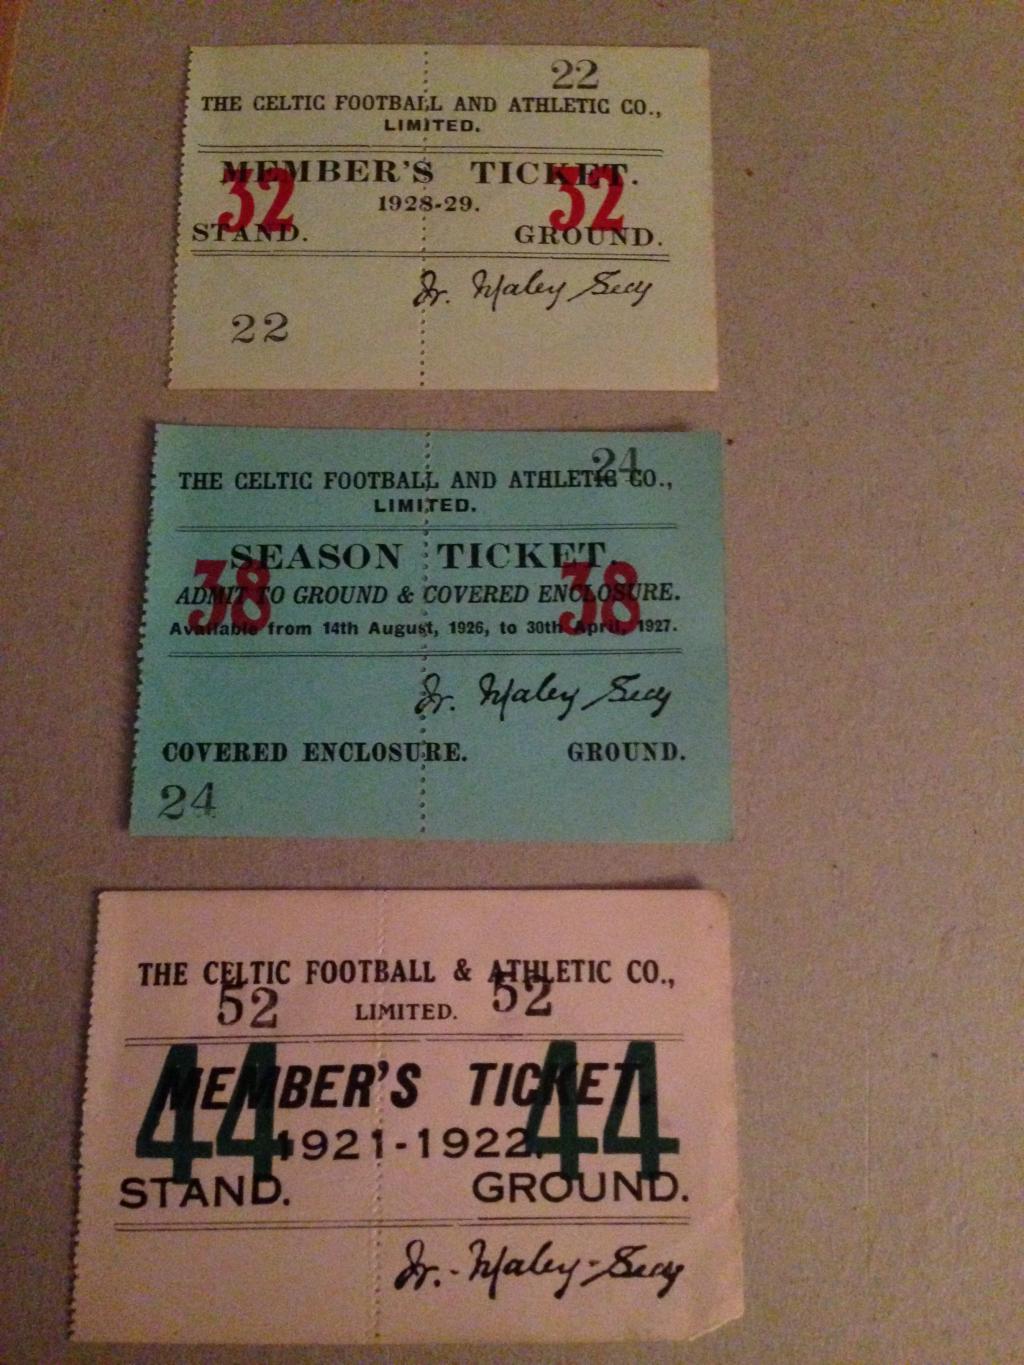 22
THE CELTIC FOOTBALL AND ATHLETIC CO.,
LIMITED.
MEMBER'S TICKET.
32 1928-29. 32
STAND. GROUND.
W. Maley Secy
22
24
THE CELTIC FOOTBALL AND ATHLETIC CO.,
LIMITED.
SEASON TICKET.
38 38
ADMIT TO GROUND & COVERED ENCLOSURE.
Available from 14th August, 1926, to 30th April, 1927.
W. Maley Secy
COVERED ENCLOSURE. GROUND.
24
THE CELTIC FOOTBALL & ATHLETIC CO.,
52 LIMITED. 52
MEMBER'S TICKET.
44 1921-1922. 44
STAND. GROUND.
W. - Maley - Secy